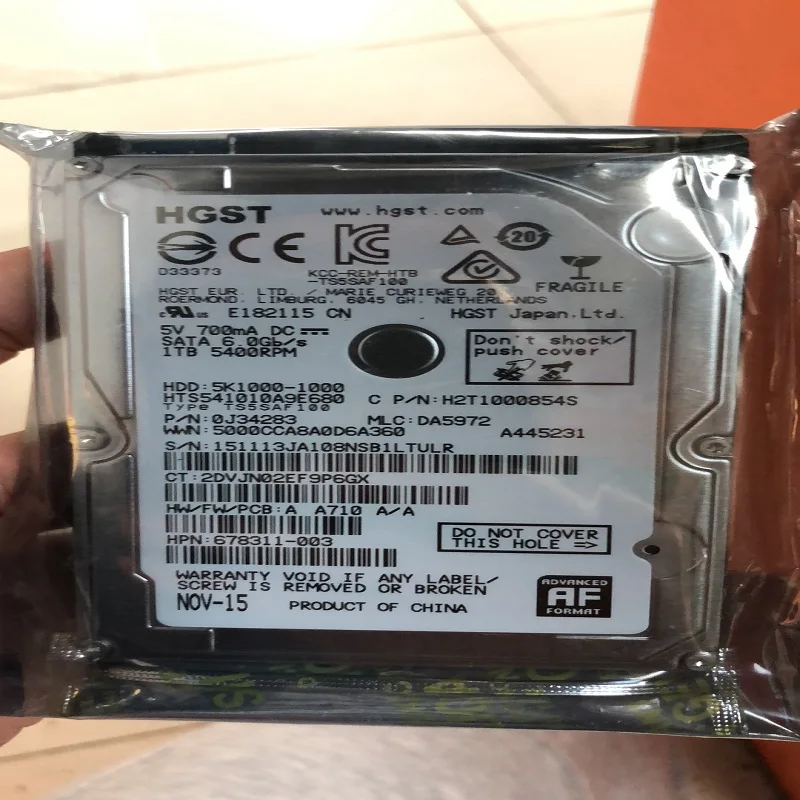 HGST www.hgst.com
20
D33373 KCC-REM-HTB
-TS5SAF100
HGST EUR. LTD. / MARIE CURIEWEG
ROERMOND, LIMBURG, 6045 GH, NETHERLANDS
FRAGILE
E182115 CN HGST Japan,Ltd.
5V 700mA DC
SATA 6.0Gb/s
1TB 5400RPM
Don't shock/
push cover
HDD:5K1000-1000
HTS541010A9E680 C P/N:H2T1000854S
Type TS5SAF100
P/N:0J34283 MLC:DA5972
WWN:5000CCA8A0D6A360 A445231
S/N:151113JA108NSB1LTULR
CT:2DVJN02EF9P6GX
HW/FW/PCB:A A710 A/A
HPN:678311-003
DO NOT COVER
THIS HOLE =>
WARRANTY VOID IF ANY LABEL/
SCREW IS REMOVED OR BROKEN
NOV-15 PRODUCT OF CHINA
ADVANCED
AF
FORMAT